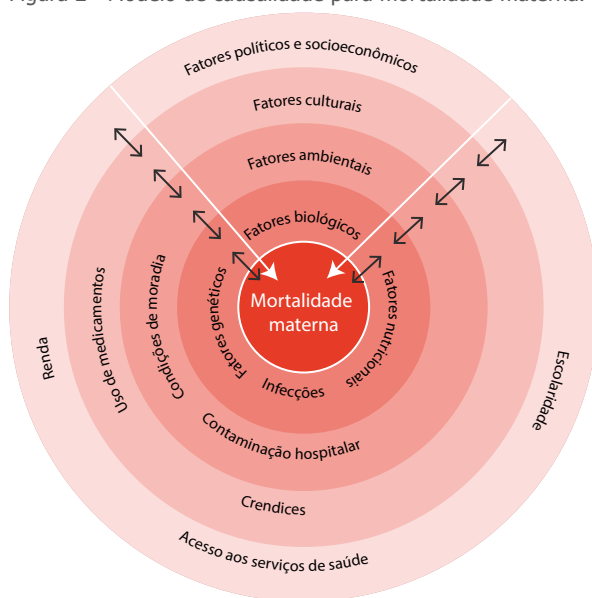 Fatores políticos e socioeconômicos
Fatores culturais
Fatores ambientais
Fatores biológicos
Mortalidade
materna
Fatores genéticos
Infecções
Fatores nutricionais
Condições de moradia
Contaminação hospitalar
Uso de medicamentos
Crendices
Renda
Acesso aos serviços de saúde
Escolaridade